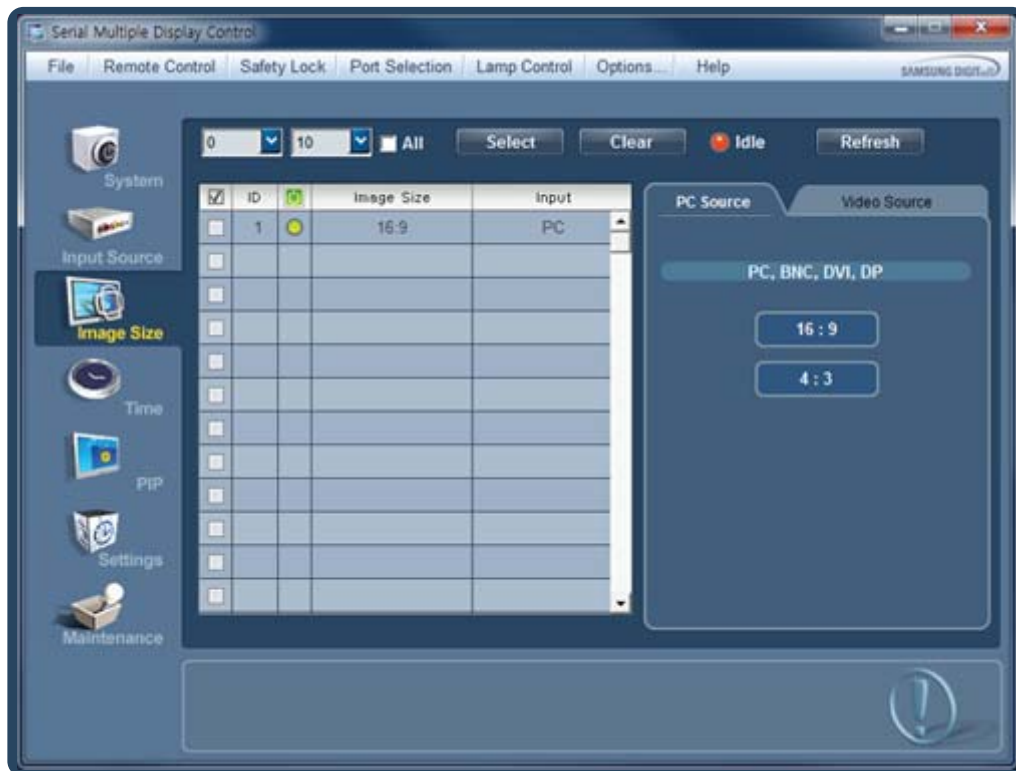 Serial Multiple Display Control
File Remote Control Safety Lock Port Selection Lamp Control Options... Help
0 10 All Select Clear Idle Refresh
System
Input Source
Image Size
Time
PIP
Settings
Maintenance
ID Image Size Input
1 16:9 PC
PC Source Video Source
PC, BNC, DVI, DP
16 : 9
4 : 3